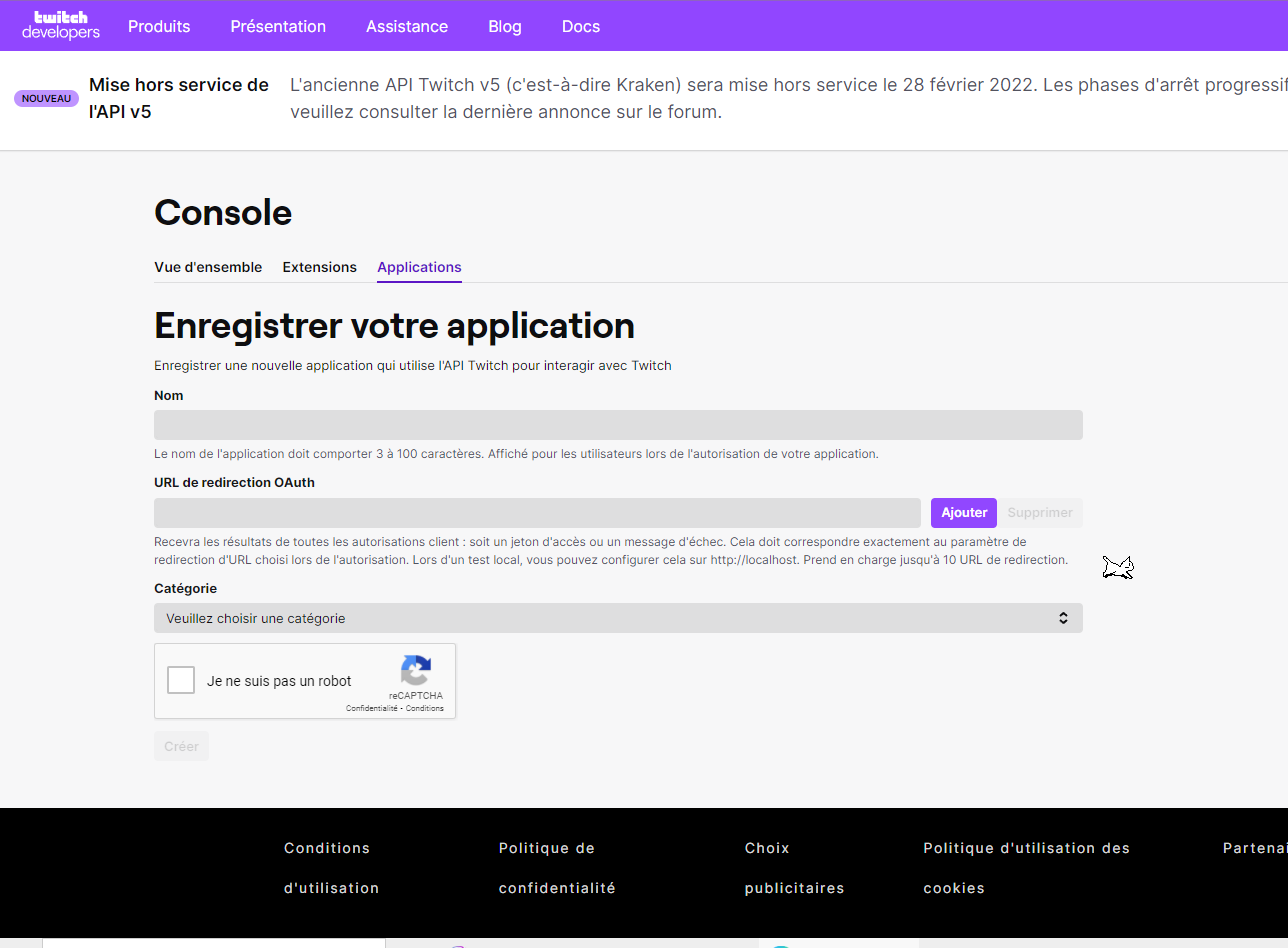 twitch
developers
Produits
Présentation
Assistance
Blog
Docs
NOUVEAU
Mise hors service de
l'API v5
L'ancienne API Twitch v5 (c'est-à-dire Kraken) sera mise hors service le 28 février 2022. Les phases d'arrêt progressif
veuillez consulter la dernière annonce sur le forum.
Console
Vue d'ensemble
Extensions
Applications
Enregistrer votre application
Enregistrer une nouvelle application qui utilise l'API Twitch pour interagir avec Twitch
Nom
Le nom de l'application doit comporter 3 à 100 caractères. Affiché pour les utilisateurs lors de l'autorisation de votre application.
URL de redirection OAuth
Ajouter
Supprimer
Recevra les résultats de toutes les autorisations client : soit un jeton d'accès ou un message d'échec. Cela doit correspondre exactement au paramètre de
redirection d'URL choisi lors de l'autorisation. Lors d'un test local, vous pouvez configurer cela sur http://localhost. Prend en charge jusqu'à 10 URL de redirection.
Catégorie
Veuillez choisir une catégorie
Je ne suis pas un robot
reCAPTCHA
Confidentialité - Conditions
Créer
Conditions
d'utilisation
Politique de
confidentialité
Choix
publicitaires
Politique d'utilisation des
cookies
Partenai